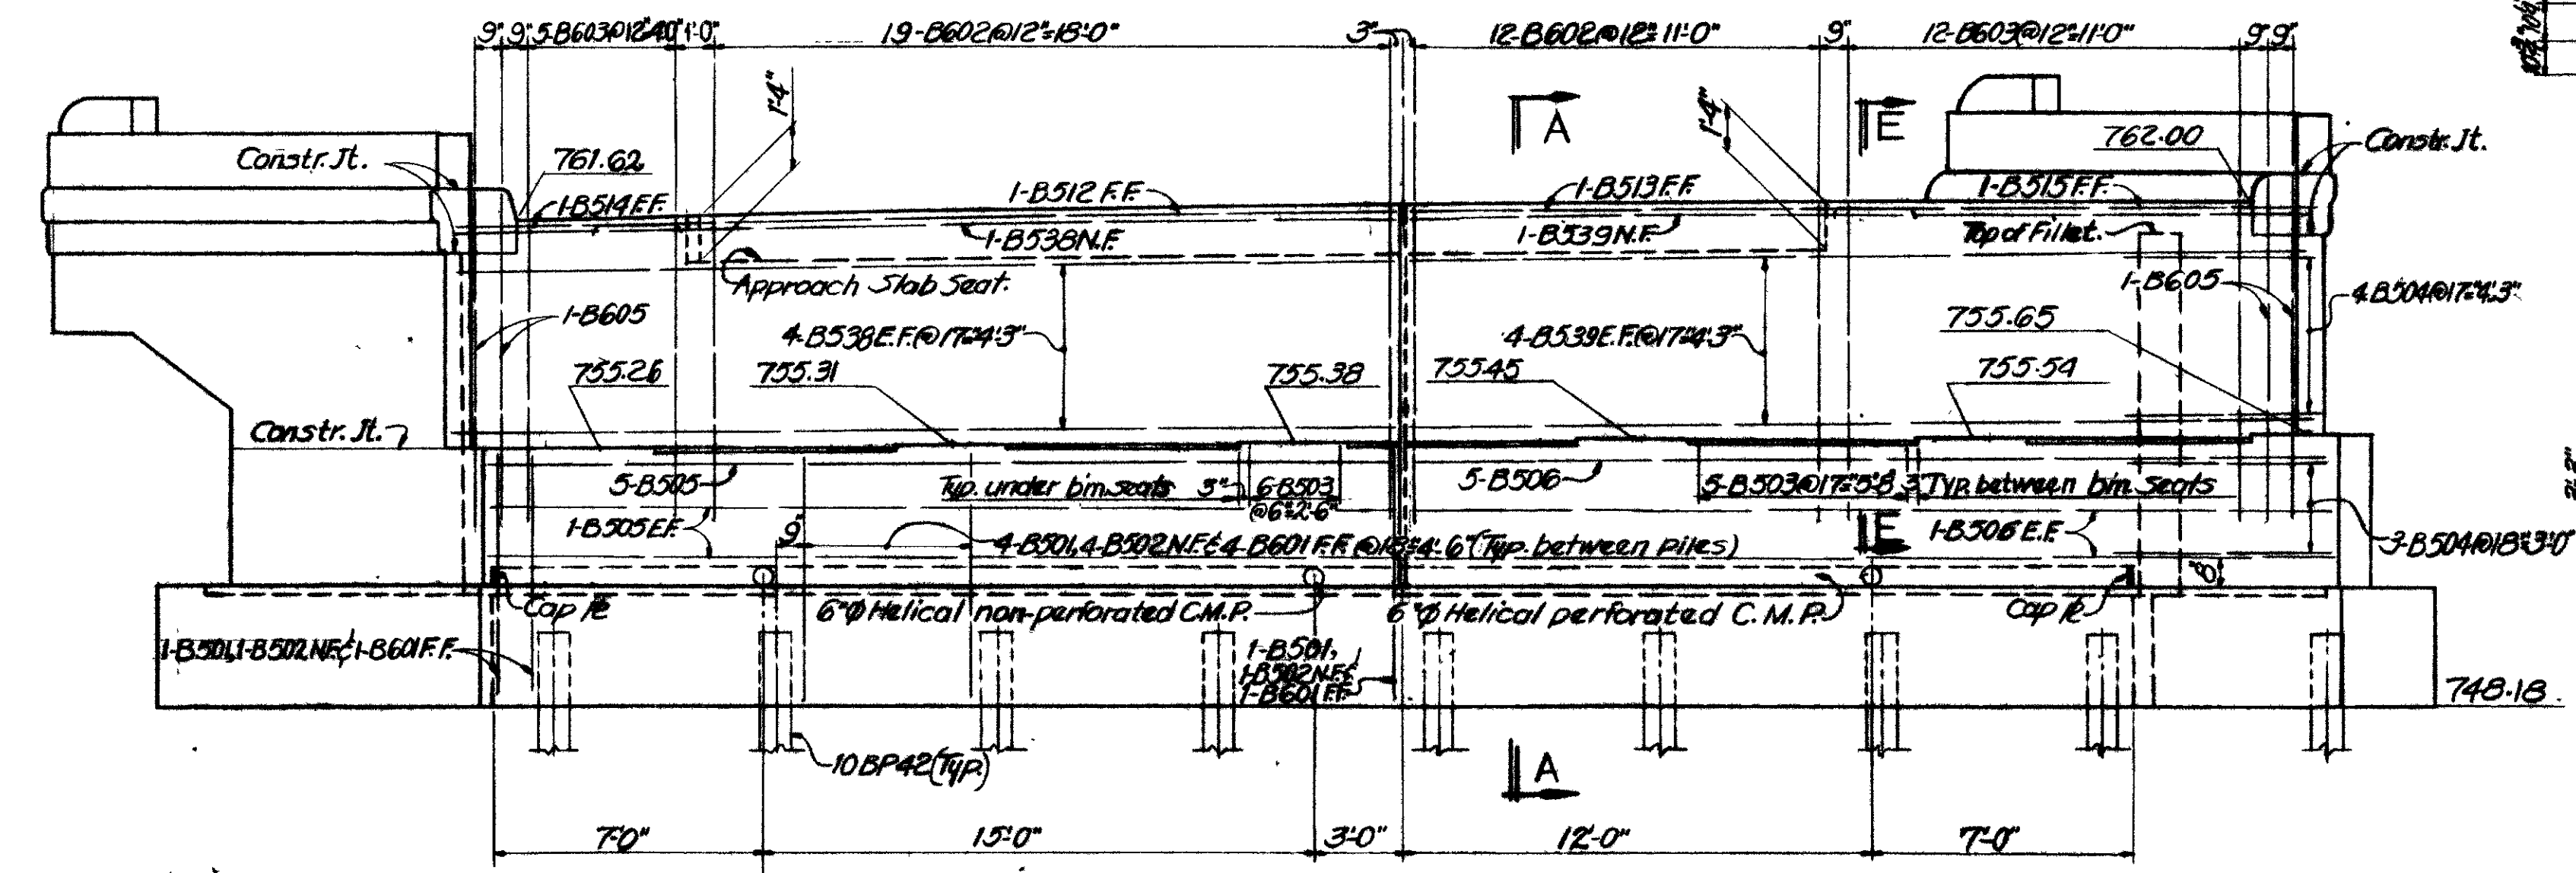 9" 9" 5-B603@12"=4'-0" 1'-0" 19-B602@12"=18'-0" 3" 12-B602@12"=11'-0" 9" 12-B603@12"=11'-0" 9" 9"
1'-4" 1'-4"
A E
Constr. Jt. 761.62 762.00 Constr. Jt.
1-B514 F.F. 1-B512 F.F. 1-B513 F.F. 1-B515 F.F.
1-B538 N.F. 1-B539 N.F. Top of Fillet.
Approach Slab Seat.
1-B605 1-B605 4-B504@17"=4'-3"
4-B538 E.F.@17"=4'-3" 4-B539 E.F.@17"=4'-3" 755.65
755.26 755.31 755.38 755.45 755.54
Constr. Jt.
5-B505 Typ. under bm. seats 3" 6-B503 5-B506 5-B503@17"=5'-8 3" Typ. between bm. seats
@6"=2'-6"
1-B505 E.F. E 1-B506 E.F.
9" 4-B501, 4-B502 N.F. & 4-B601 F.F. @18"=4'-6" (Typ. between piles) 3-B504@18"=3'-0"
8"
Cap ℄ 6"Φ Helical non-perforated C.M.P. 6"Φ Helical perforated C.M.P. Cap ℄
1-B501, 1-B502 N.F. & 1-B601 F.F. 1-B501,
1-B502 N.F. &
1-B601 F.F.
748.18
10 BP 42 (Typ.)
A
7'-0" 15'-0" 3'-0" 12'-0" 7'-0"